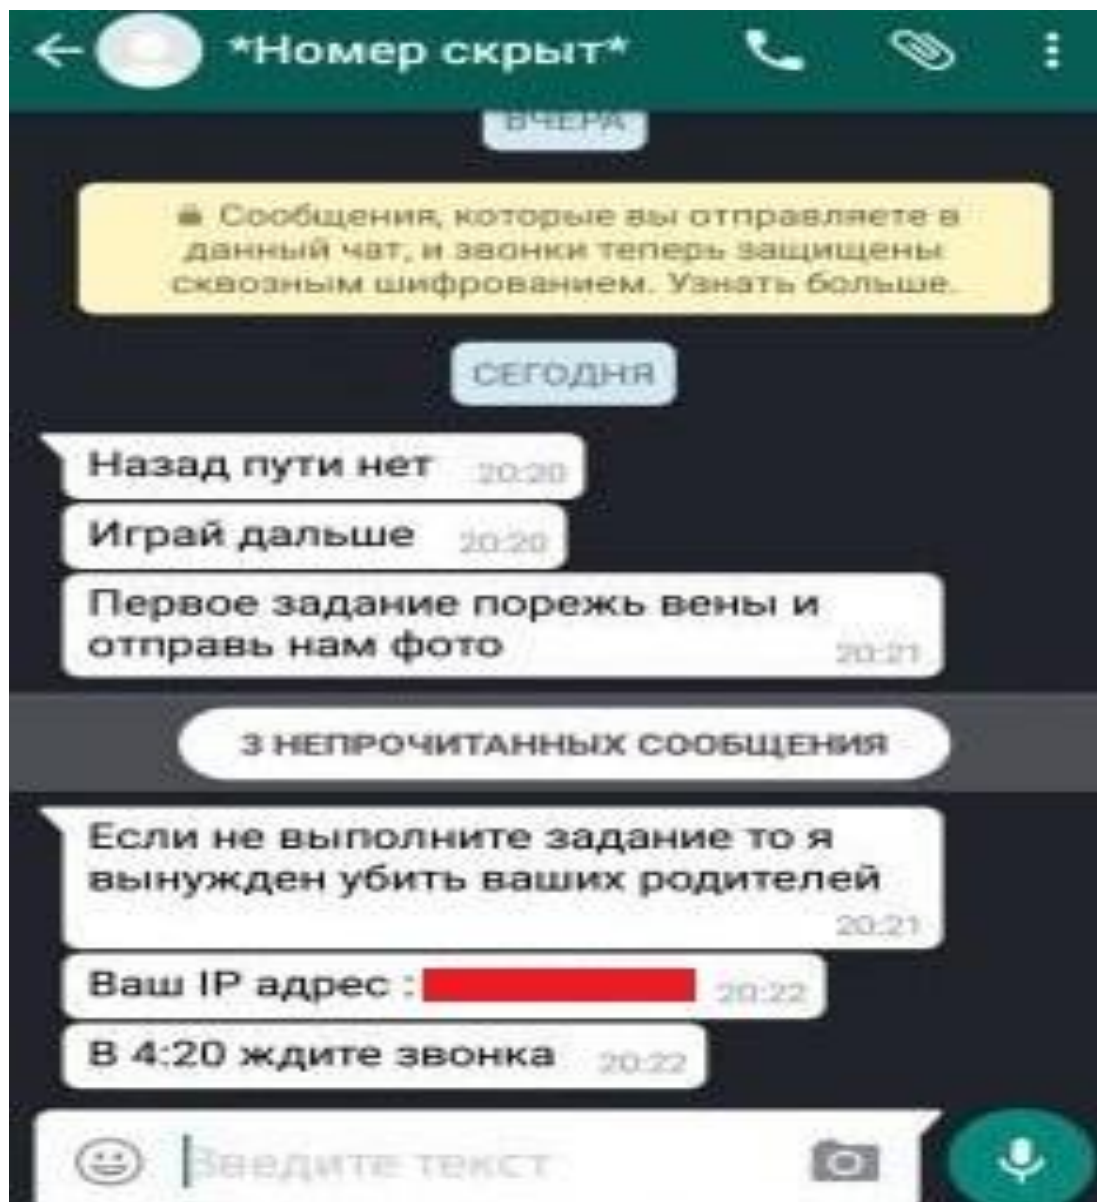 *Номер скрыт*
ВЧЕРА
Сообщения, которые вы отправляете в
данный чат, и звонки теперь защищены
сквозным шифрованием. Узнать больше.
СЕГОДНЯ
Назад пути нет 20:20
Играй дальше 20:20
Первое задание порежь вены и
отправь нам фото 20:21
3 НЕПРОЧИТАННЫХ СООБЩЕНИЯ
Если не выполните задание то я
вынужден убить ваших родителей
20:21
Ваш IP адрес : 20:22
В 4:20 ждите звонка 20:22
Введите текст